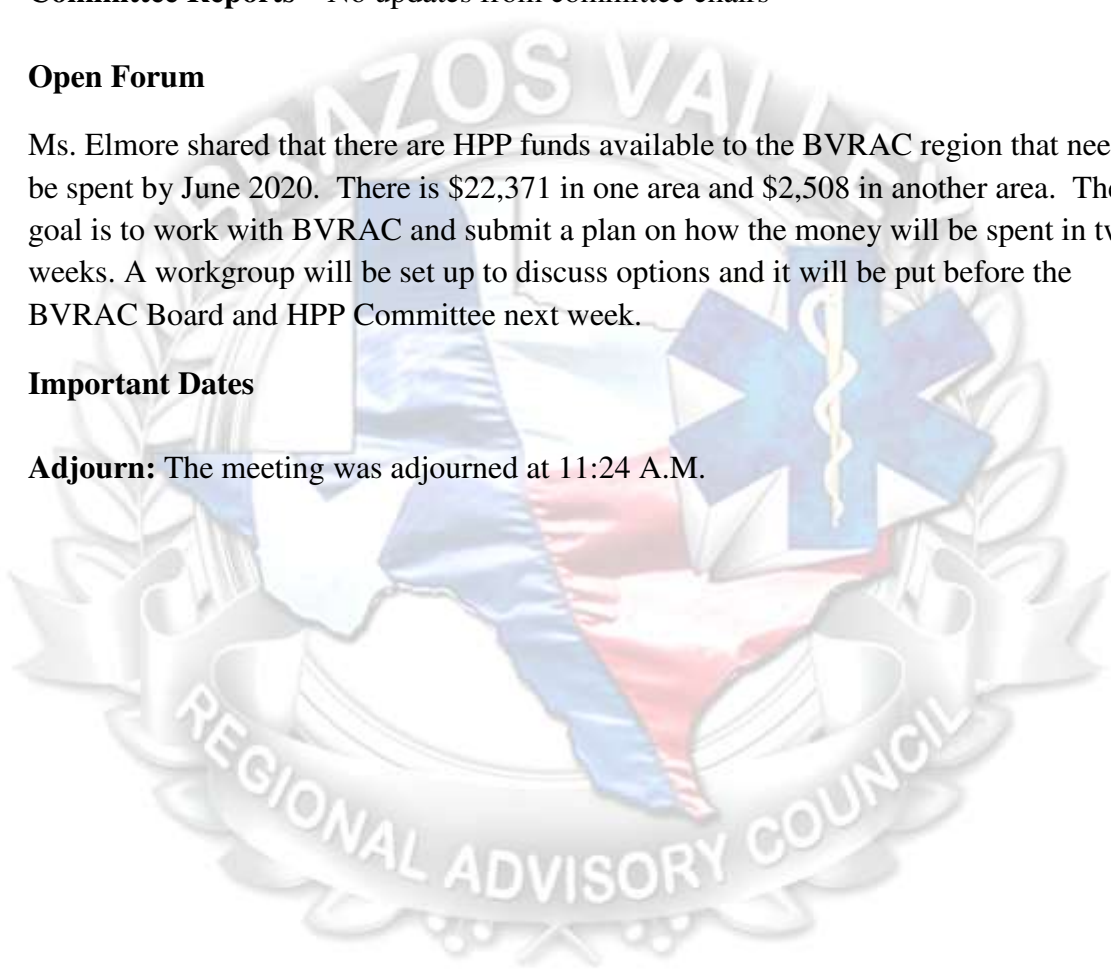 Committee Reports – No updates from committee chairs
Open Forum
Ms. Elmore shared that there are HPP funds available to the BVRAC region that need
be spent by June 2020. There is $22,371 in one area and $2,508 in another area. The
goal is to work with BVRAC and submit a plan on how the money will be spent in tw
weeks. A workgroup will be set up to discuss options and it will be put before the
BVRAC Board and HPP Committee next week.
Important Dates
Adjourn: The meeting was adjourned at 11:24 A.M.
BRAZOS VALLEY
REGIONAL ADVISORY COUNCIL